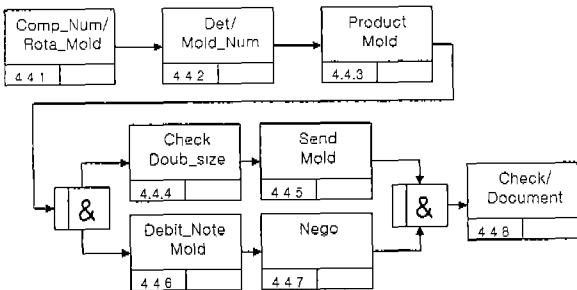 Comp_Num/
Rota_Mold
4 4 1
Det/
Mold_Num
4 4 2
Product
Mold
4.4.3
Check
Doub_size
4.4.4
Send
Mold
4 4 5
&
Debit_Note
Mold
4 4 6
Nego
4 4 7
&
Check/
Document
4 4 8